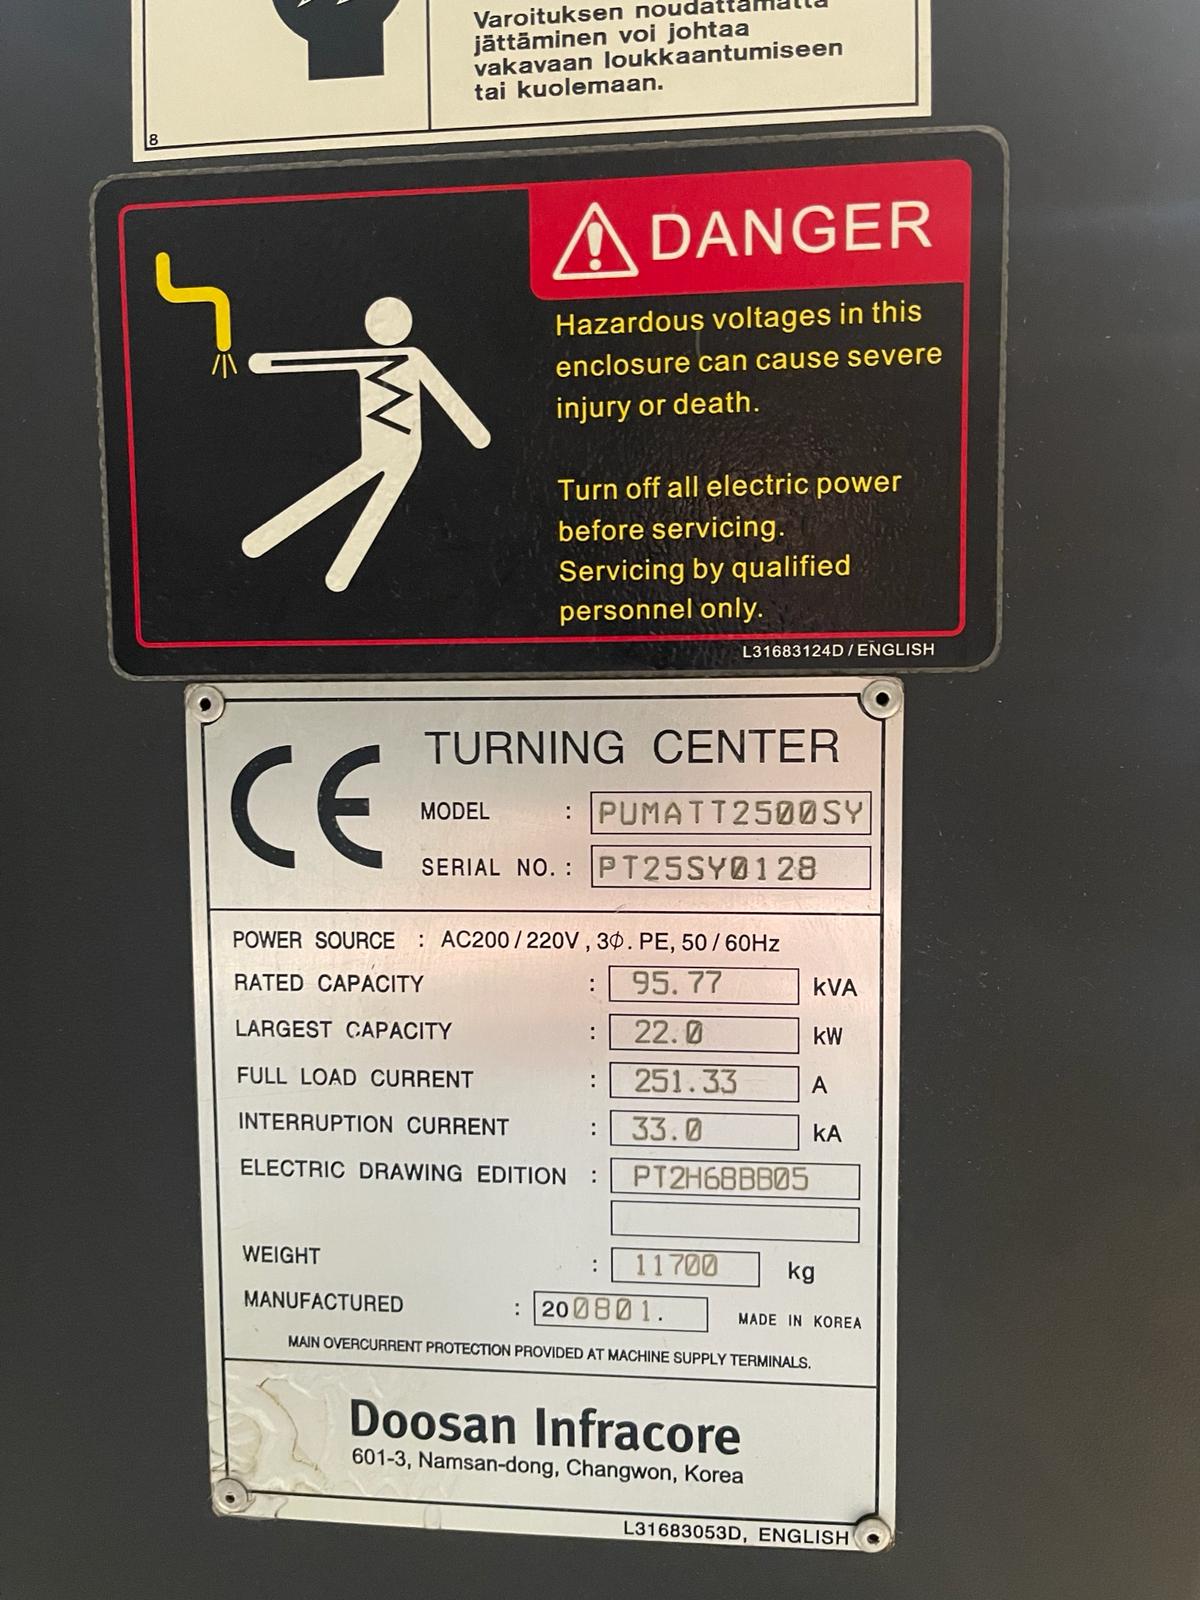 Varoituksen noudattamatta
jättäminen voi johtaa
vakavaan loukkaantumiseen
tai kuolemaan.
8
DANGER
Hazardous voltages in this
enclosure can cause severe
injury or death.
Turn off all electric power
before servicing.
Servicing by qualified
personnel only.
L31683124D / ENGLISH
CE
TURNING CENTER
MODEL : PUMATT2500SY
SERIAL NO. : PT25SY0128
POWER SOURCE : AC200 / 220V , 3Φ. PE, 50 / 60Hz
RATED CAPACITY : 95.77 kVA
LARGEST CAPACITY : 22.0 kW
FULL LOAD CURRENT : 251.33 A
INTERRUPTION CURRENT : 33.0 kA
ELECTRIC DRAWING EDITION : PT2H6BBB05
WEIGHT : 11700 kg
MANUFACTURED : 200801. MADE IN KOREA
MAIN OVERCURRENT PROTECTION PROVIDED AT MACHINE SUPPLY TERMINALS.
Doosan Infracore
601-3, Namsan-dong, Changwon, Korea
L31683053D, ENGLISH